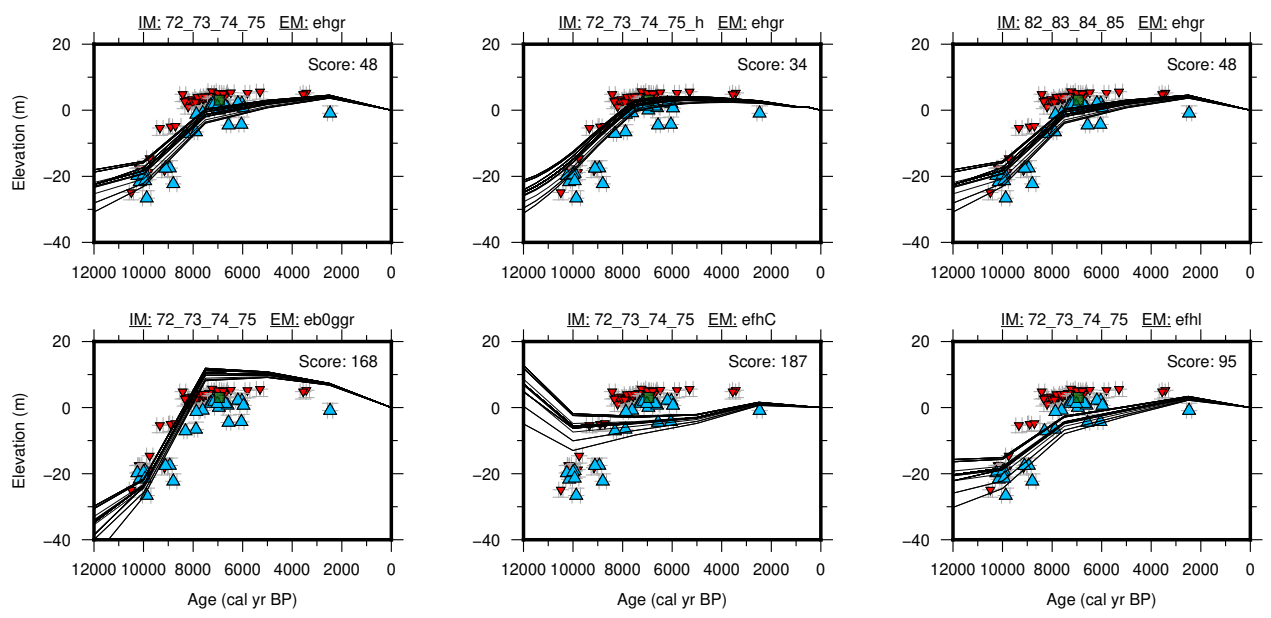 IM: 72_73_74_75 EM: ehgr
IM: 72_73_74_75_h EM: ehgr
IM: 82_83_84_85 EM: ehgr
20
0
−20
−40
Elevation (m)
Score: 48
12000 10000 8000 6000 4000 2000 0
20
0
−20
−40
Score: 34
12000 10000 8000 6000 4000 2000 0
20
0
−20
−40
Score: 48
12000 10000 8000 6000 4000 2000 0
IM: 72_73_74_75 EM: eb0ggr
IM: 72_73_74_75 EM: efhC
IM: 72_73_74_75 EM: efhl
20
0
−20
−40
Elevation (m)
Score: 168
12000 10000 8000 6000 4000 2000 0
Age (cal yr BP)
20
0
−20
−40
Score: 187
12000 10000 8000 6000 4000 2000 0
Age (cal yr BP)
20
0
−20
−40
Score: 95
12000 10000 8000 6000 4000 2000 0
Age (cal yr BP)